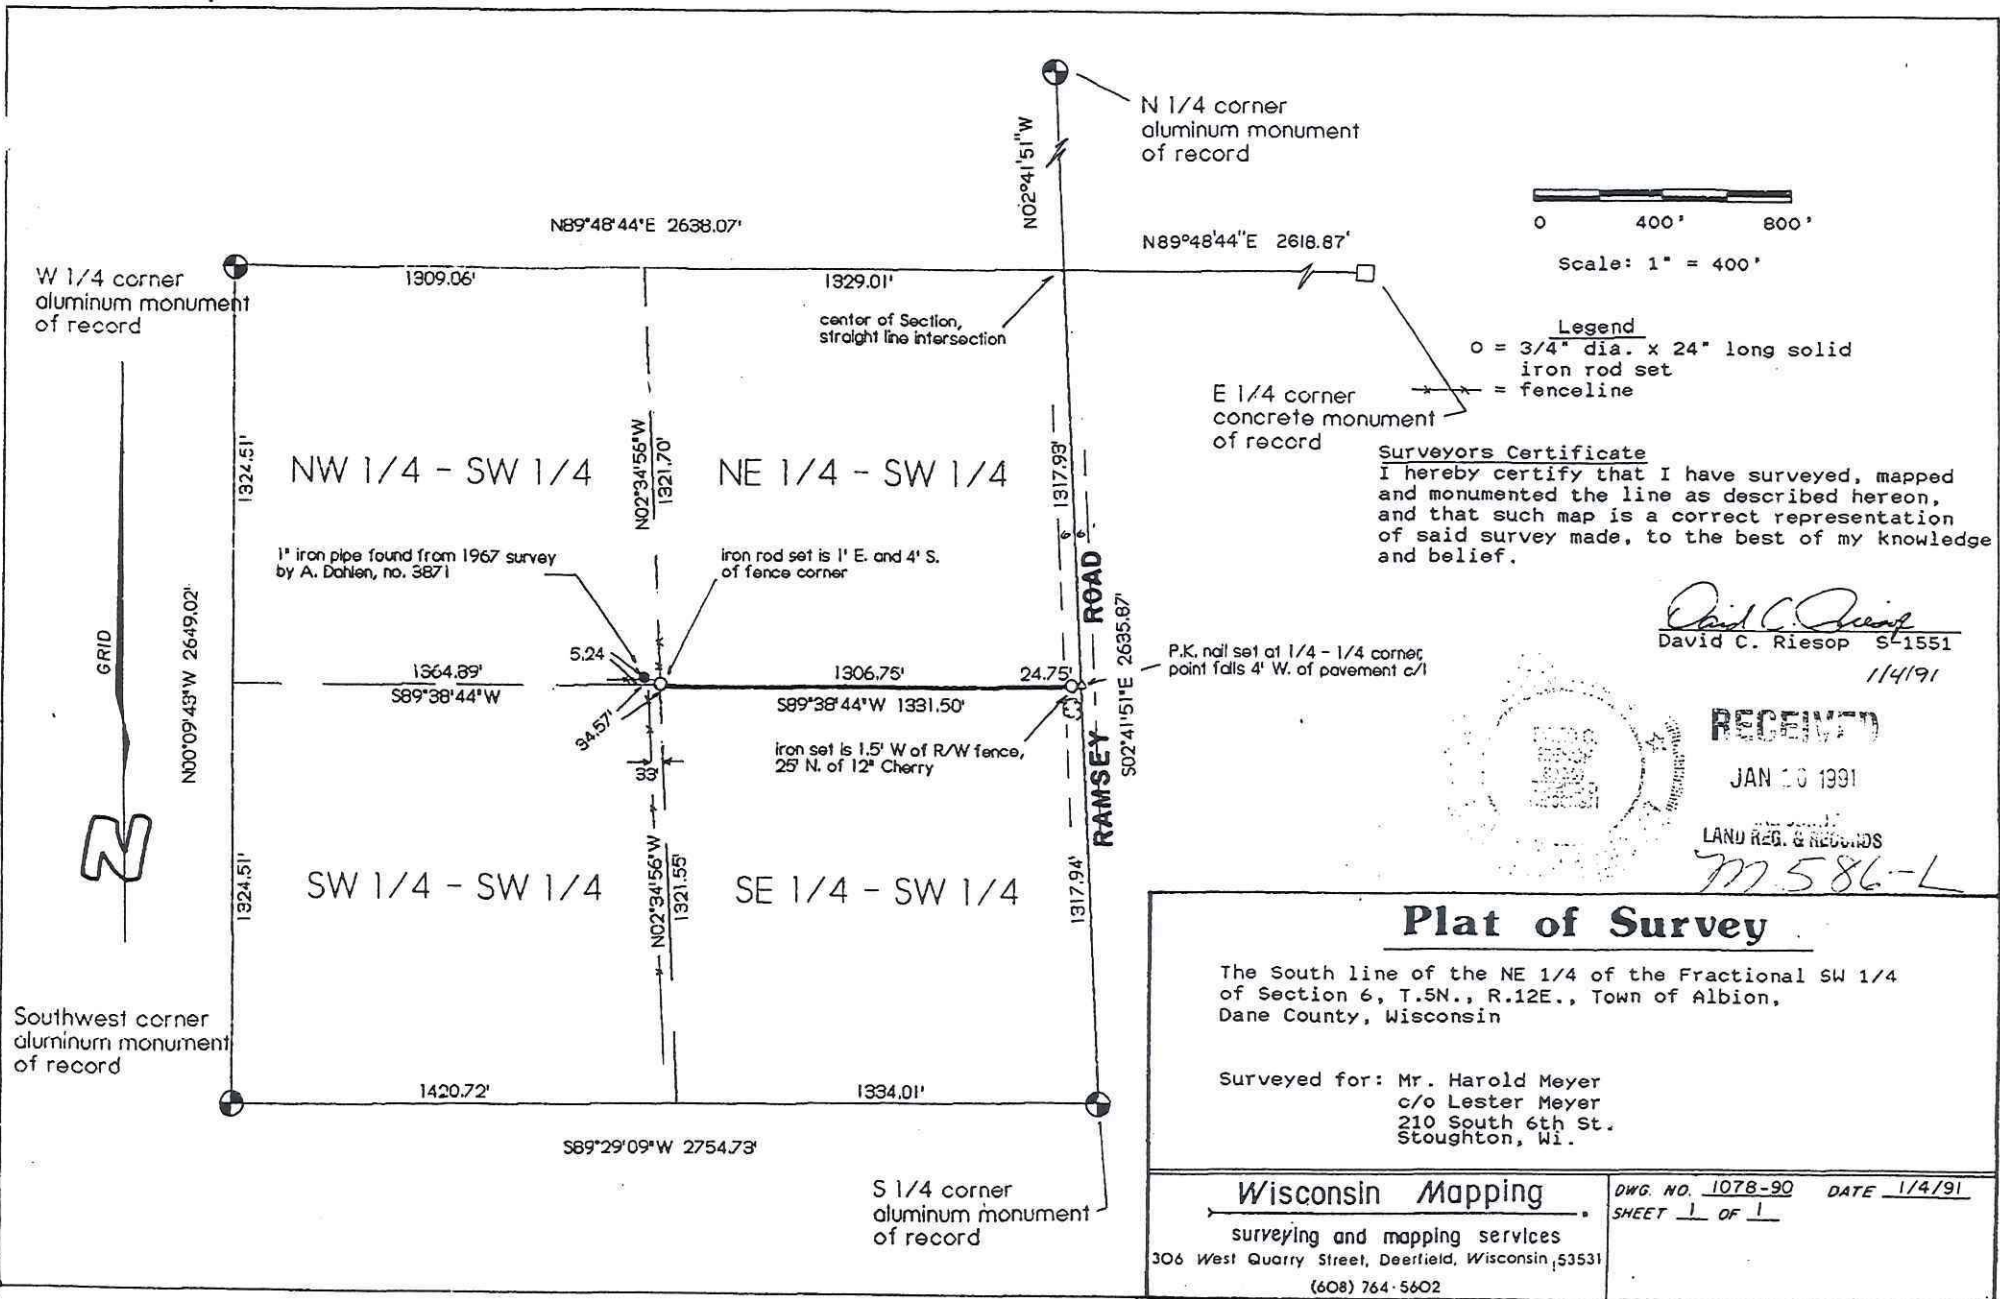 N 1/4 corner
aluminum monument
of record
N02°41'51"W
N89°48'44"E 2638.07'
N89°48'44"E 2618.87'
0 400' 800'
Scale: 1" = 400'
W 1/4 corner
aluminum monument
of record
1309.06'
1329.01'
center of Section,
straight line intersection
Legend
O = 3/4" dia. x 24" long solid
iron rod set
= fenceline
E 1/4 corner
concrete monument
of record
1324.51'
NW 1/4 - SW 1/4
N02°34'56"W
1321.70'
NE 1/4 - SW 1/4
1317.93'
Surveyors Certificate
I hereby certify that I have surveyed, mapped
and monumented the line as described hereon,
and that such map is a correct representation
of said survey made, to the best of my knowledge
and belief.
1" iron pipe found from 1967 survey
by A. Dahlen, no. 3871
iron rod set is 1' E. and 4' S.
of fence corner
David C. Riesop S-1551
1/4/91
GRID
N00°09'43"W 2649.02'
5.24
1364.89'
S89°38'44"W
34.57'
33'
1306.75'
24.75'
S89°38'44"W 1331.50'
iron set is 1.5' W of R/W fence,
25' N. of 12" Cherry
RAMSEY ROAD
S02°41'51"E 2635.87'
P.K. nail set at 1/4 - 1/4 corner,
point falls 4' W. of pavement c/l
RECEIVED
JAN 1991
LAND REG. & RECORDS
M 586-L
N
1324.51'
SW 1/4 - SW 1/4
N02°34'56"W
1321.55'
SE 1/4 - SW 1/4
1317.94'
Southwest corner
aluminum monument
of record
1420.72'
1334.01'
S89°29'09"W 2754.73'
S 1/4 corner
aluminum monument
of record
Plat of Survey
The South line of the NE 1/4 of the Fractional SW 1/4
of Section 6, T.5N., R.12E., Town of Albion,
Dane County, Wisconsin
Surveyed for: Mr. Harold Meyer
c/o Lester Meyer
210 South 6th St.
Stoughton, Wi.
Wisconsin Mapping
surveying and mapping services
306 West Quarry Street, Deerfield, Wisconsin, 53531
(608) 764-5602
DWG. NO. 1078-90 DATE 1/4/91
SHEET 1 OF 1